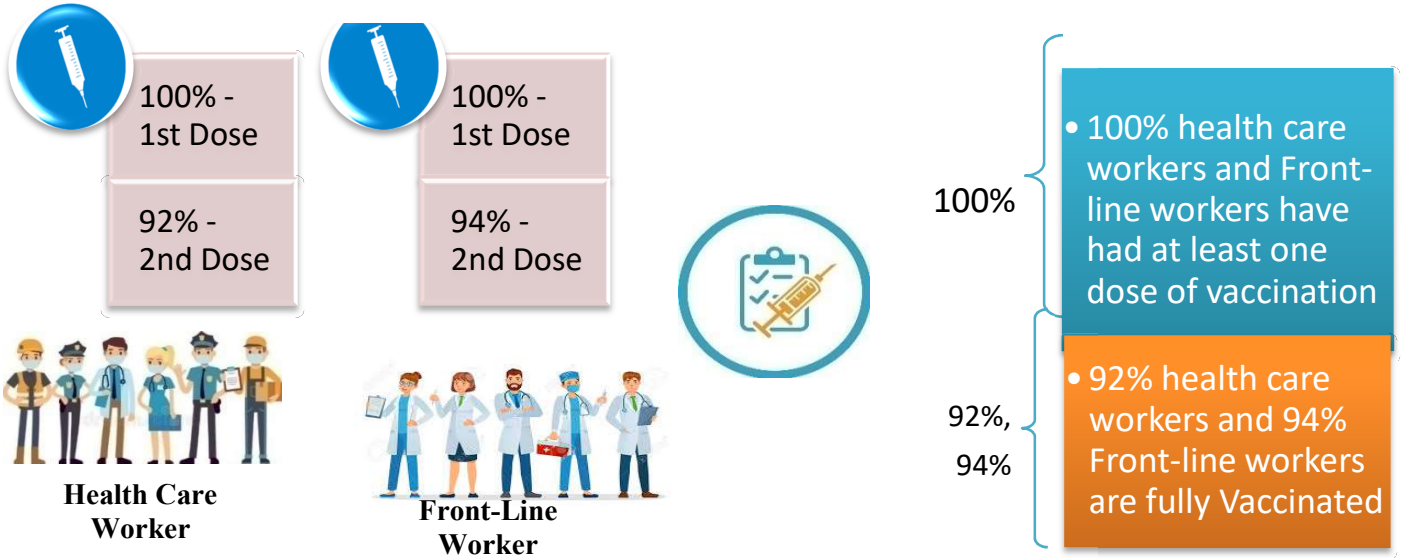 100% -
1st Dose
92% -
2nd Dose
Health Care
Worker
100% -
1st Dose
94% -
2nd Dose
Front-Line
Worker
100%
• 100% health care
workers and Front-
line workers have
had at least one
dose of vaccination
92%,
94%
• 92% health care
workers and 94%
Front-line workers
are fully Vaccinated